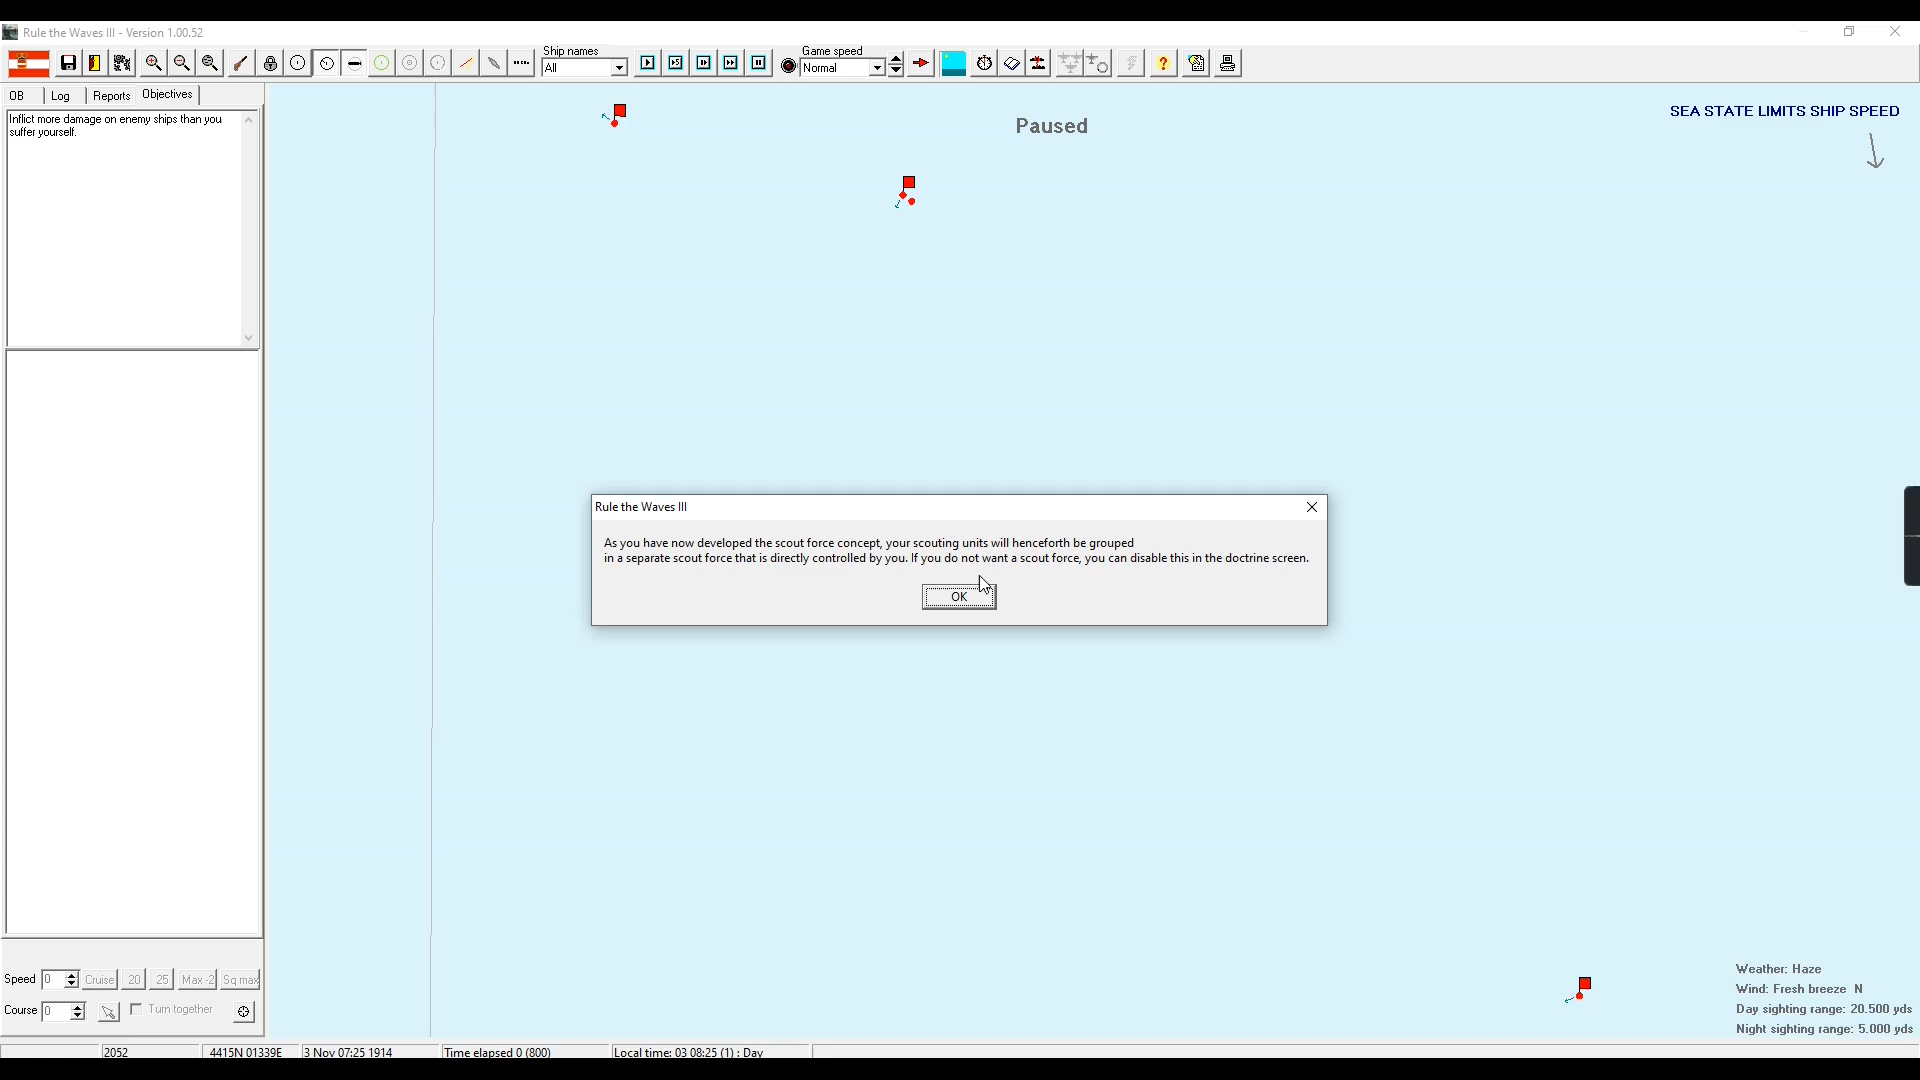 Rule the Waves III - Version 1.00.52
Ship names
All
Game speed
Normal
OB
Log
Reports
Objectives
Inflict more damage on enemy ships than you
suffer yourself.
Paused
SEA STATE LIMITS SHIP SPEED
Rule the Waves III
As you have now developed the scout force concept, your scouting units will henceforth be grouped
in a separate scout force that is directly controlled by you. If you do not want a scout force, you can disable this in the doctrine screen.
OK
Weather: Haze
Wind: Fresh breeze N
Day sighting range: 20.500 yds
Night sighting range: 5.000 yds
Speed 0 Cruise 20 25 Max -2 Sq max
Course 0 Turn together
2052 4415N 01339E 3 Nov 07:25 1914 Time elapsed 0 (800) Local time: 03 08:25 (1) : Day